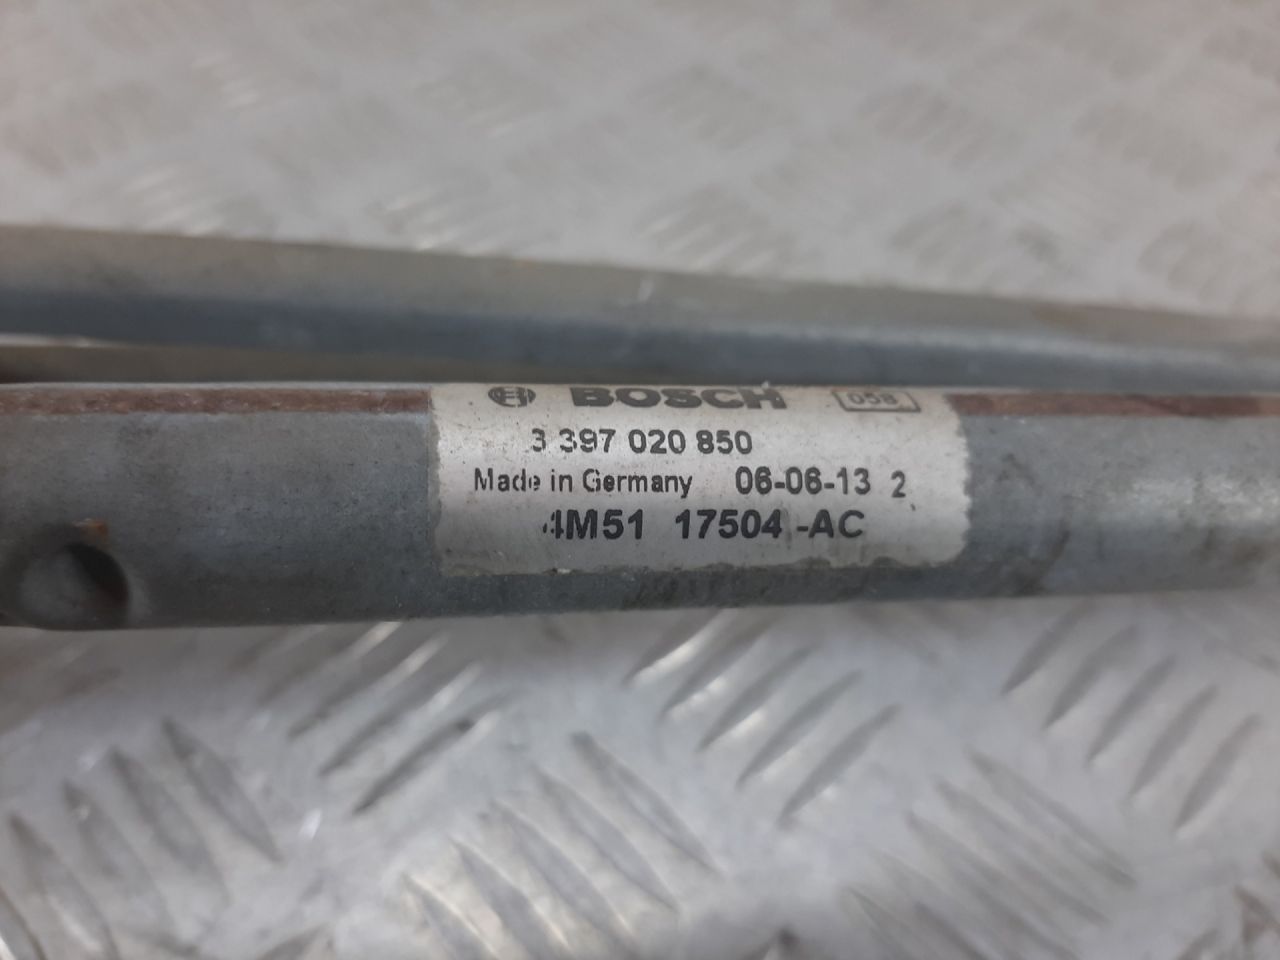 BOSCH 058
3 397 020 850
Made in Germany 06-06-13 2
4M51 17504-AC